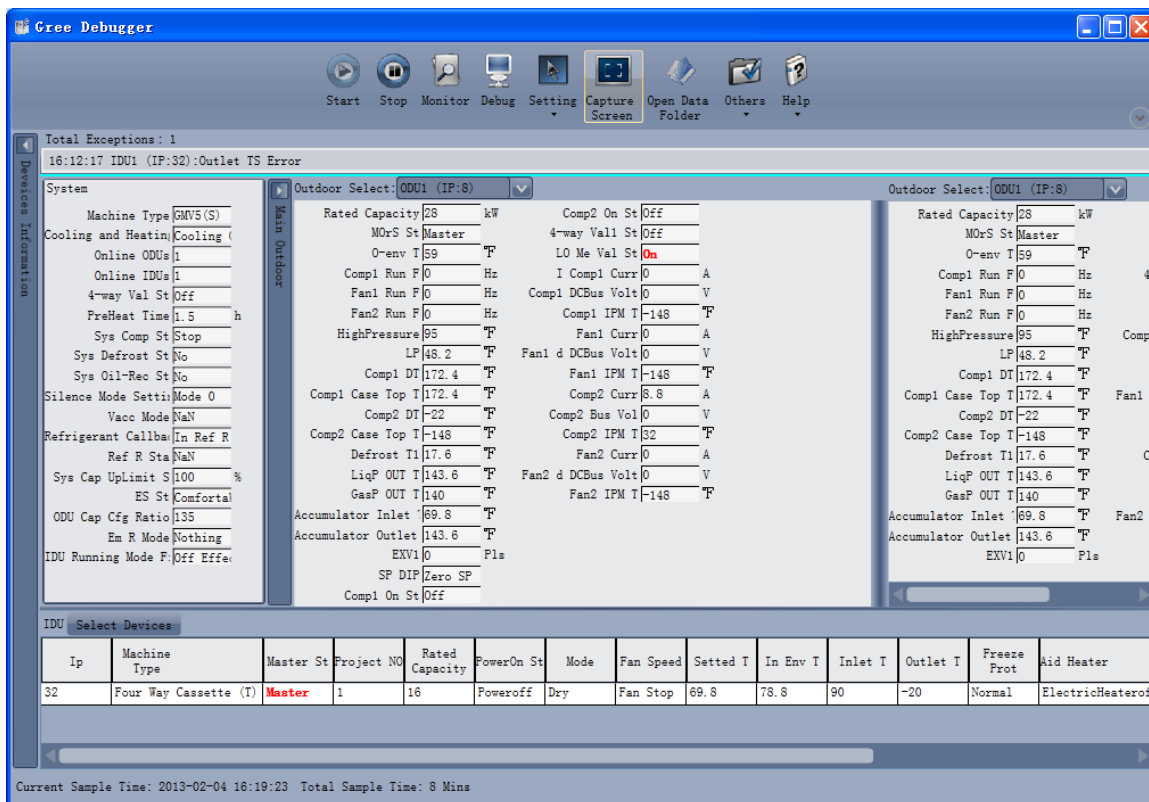 Gree Debugger
Start Stop Monitor Debug Setting Capture Screen Open Data Folder Others Help
Total Exceptions: 1
16:12:17 IDU1 (IP:32):Outlet TS Error
Deveices Information
System
Machine Type GMV5(S)
Cooling and Heatin Cooling
Online ODUs 1
Online IDUs 1
4-way Val St Off
PreHeat Time 1.5 h
Sys Comp St Stop
Sys Defrost St No
Sys Oil-Rec St No
Silence Mode Setti Mode 0
Vacc Mode NaN
Refrigerant Callba In Ref R
Ref R Sta NaN
Sys Cap UpLimit S 100 %
ES St Comforta
ODU Cap Cfg Ratio 135
Em R Mode Nothing
IDU Running Mode F: Off Effe
Main Outdoor
Outdoor Select: ODU1 (IP:8)
Rated Capacity 28 kW
MOrS St Master
O-env T 59 ℉
Comp1 Run F 0 Hz
Fan1 Run F 0 Hz
Fan2 Run F 0 Hz
HighPressure 95 ℉
LP 48.2 ℉
Comp1 DT 172.4 ℉
Comp1 Case Top T 172.4 ℉
Comp2 DT -22 ℉
Comp2 Case Top T -148 ℉
Defrost T1 17.6 ℉
LiqP OUT T 143.6 ℉
GasP OUT T 140 ℉
Accumulator Inlet 69.8 ℉
Accumulator Outlet 143.6 ℉
EXV1 0 Pls
SP DIP Zero SP
Comp1 On St Off
Comp2 On St Off
4-way Val1 St Off
LO Me Val St On
I Comp1 Curr 0 A
Comp1 DCBus Volt 0 V
Comp1 IPM T -148 ℉
Fan1 Curr 0 A
Fan1 d DCBus Volt 0 V
Fan1 IPM T -148 ℉
Comp2 Curr 8.8 A
Comp2 Bus Vol 0 V
Comp2 IPM T 32 ℉
Fan2 Curr 0 A
Fan2 d DCBus Volt 0 V
Fan2 IPM T -148 ℉
Outdoor Select: ODU1 (IP:8)
Rated Capacity 28 kW
MOrS St Master
O-env T 59 ℉
Comp1 Run F 0 Hz 4
Fan1 Run F 0 Hz
Fan2 Run F 0 Hz
HighPressure 95 ℉ Comp
LP 48.2 ℉
Comp1 DT 172.4 ℉
Comp1 Case Top T 172.4 ℉ Fan1
Comp2 DT -22 ℉
Comp2 Case Top T -148 ℉
Defrost T1 17.6 ℉ C
LiqP OUT T 143.6 ℉
GasP OUT T 140 ℉
Accumulator Inlet 69.8 ℉ Fan2
Accumulator Outlet 143.6 ℉
EXV1 0 Pls
IDU Select Devices
Ip Machine Type Master St Project NO Rated Capacity PowerOn St Mode Fan Speed Setted T In Env T Inlet T Outlet T Freeze Prot Aid Heater
32 Four Way Cassette (T) Master 1 16 Poweroff Dry Fan Stop 69.8 78.8 90 -20 Normal ElectricHeaterof
Current Sample Time: 2013-02-04 16:19:23 Total Sample Time: 8 Mins